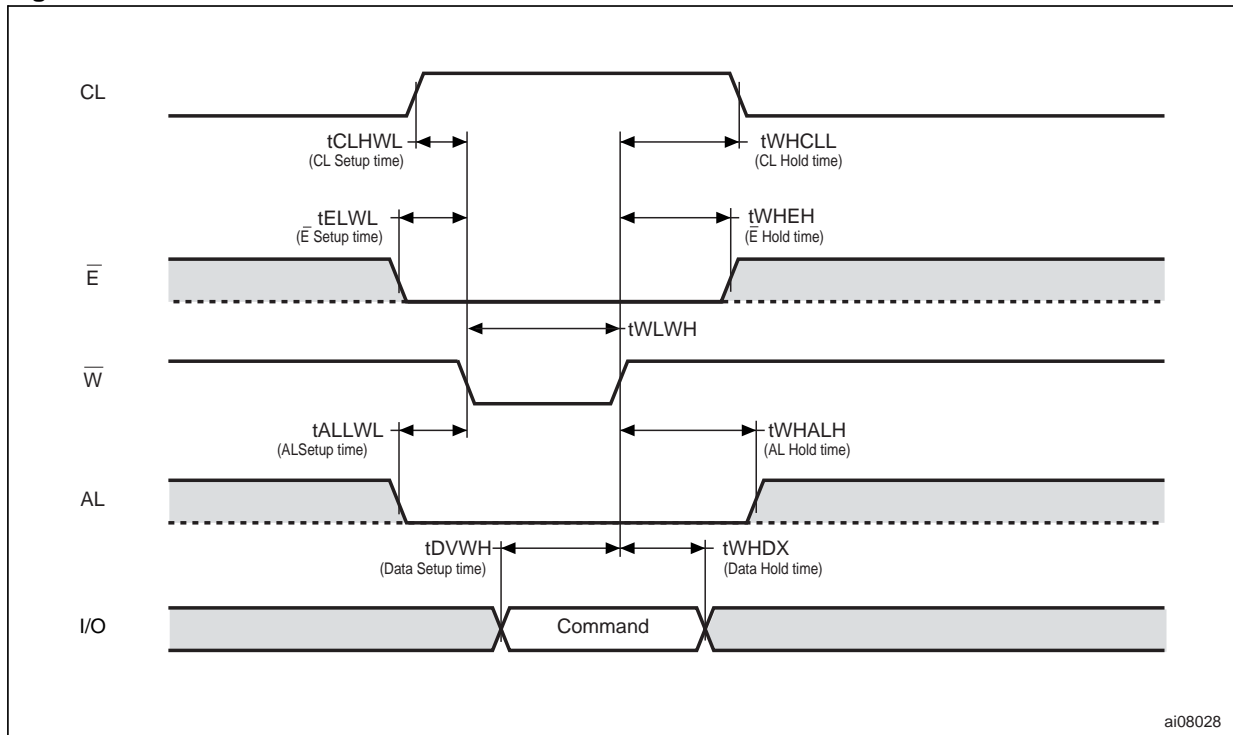 CL
tCLHWL
(CL Setup time)
tWHCLL
(CL Hold time)
tELWL
(E̅ Setup time)
tWHEH
(E̅ Hold time)
E̅
tWLWH
W̅
tALLWL
(ALSetup time)
tWHALH
(AL Hold time)
AL
tDVWH
(Data Setup time)
tWHDX
(Data Hold time)
I/O
Command
ai08028